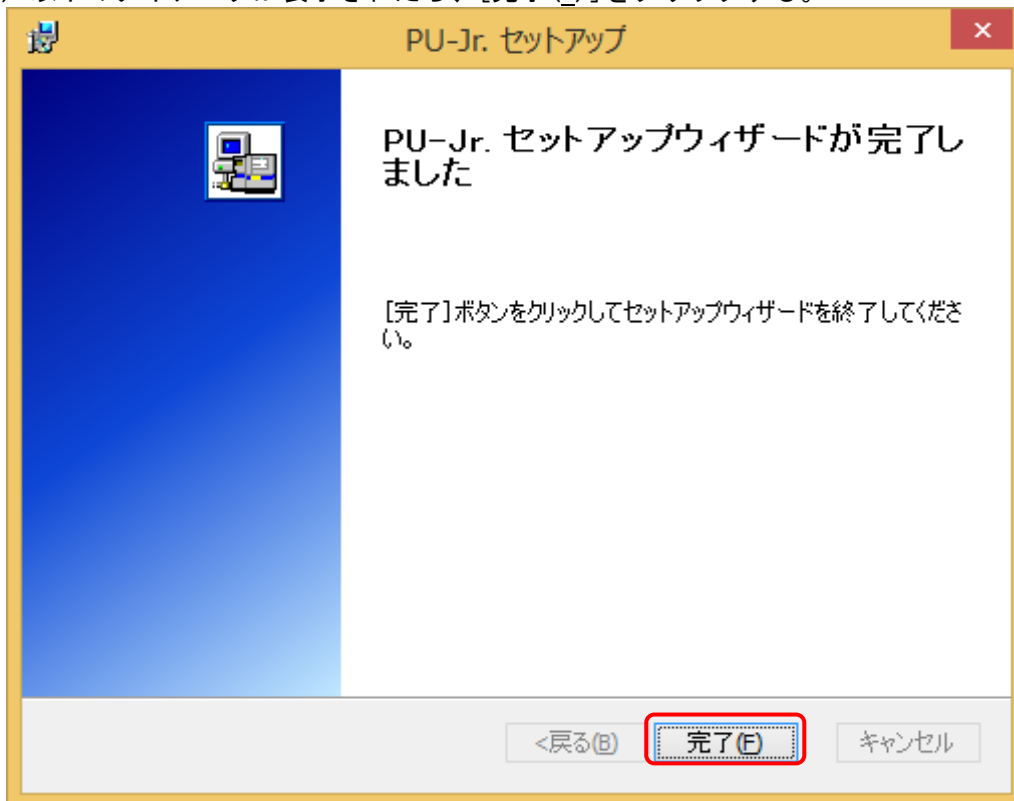 PU-Jr. セットアップ
PU-Jr. セットアップウィザードが完了し
ました
[完了]ボタンをクリックしてセットアップウィザードを終了してくださ
い。
<戻る(B)
完了(F)
キャンセル